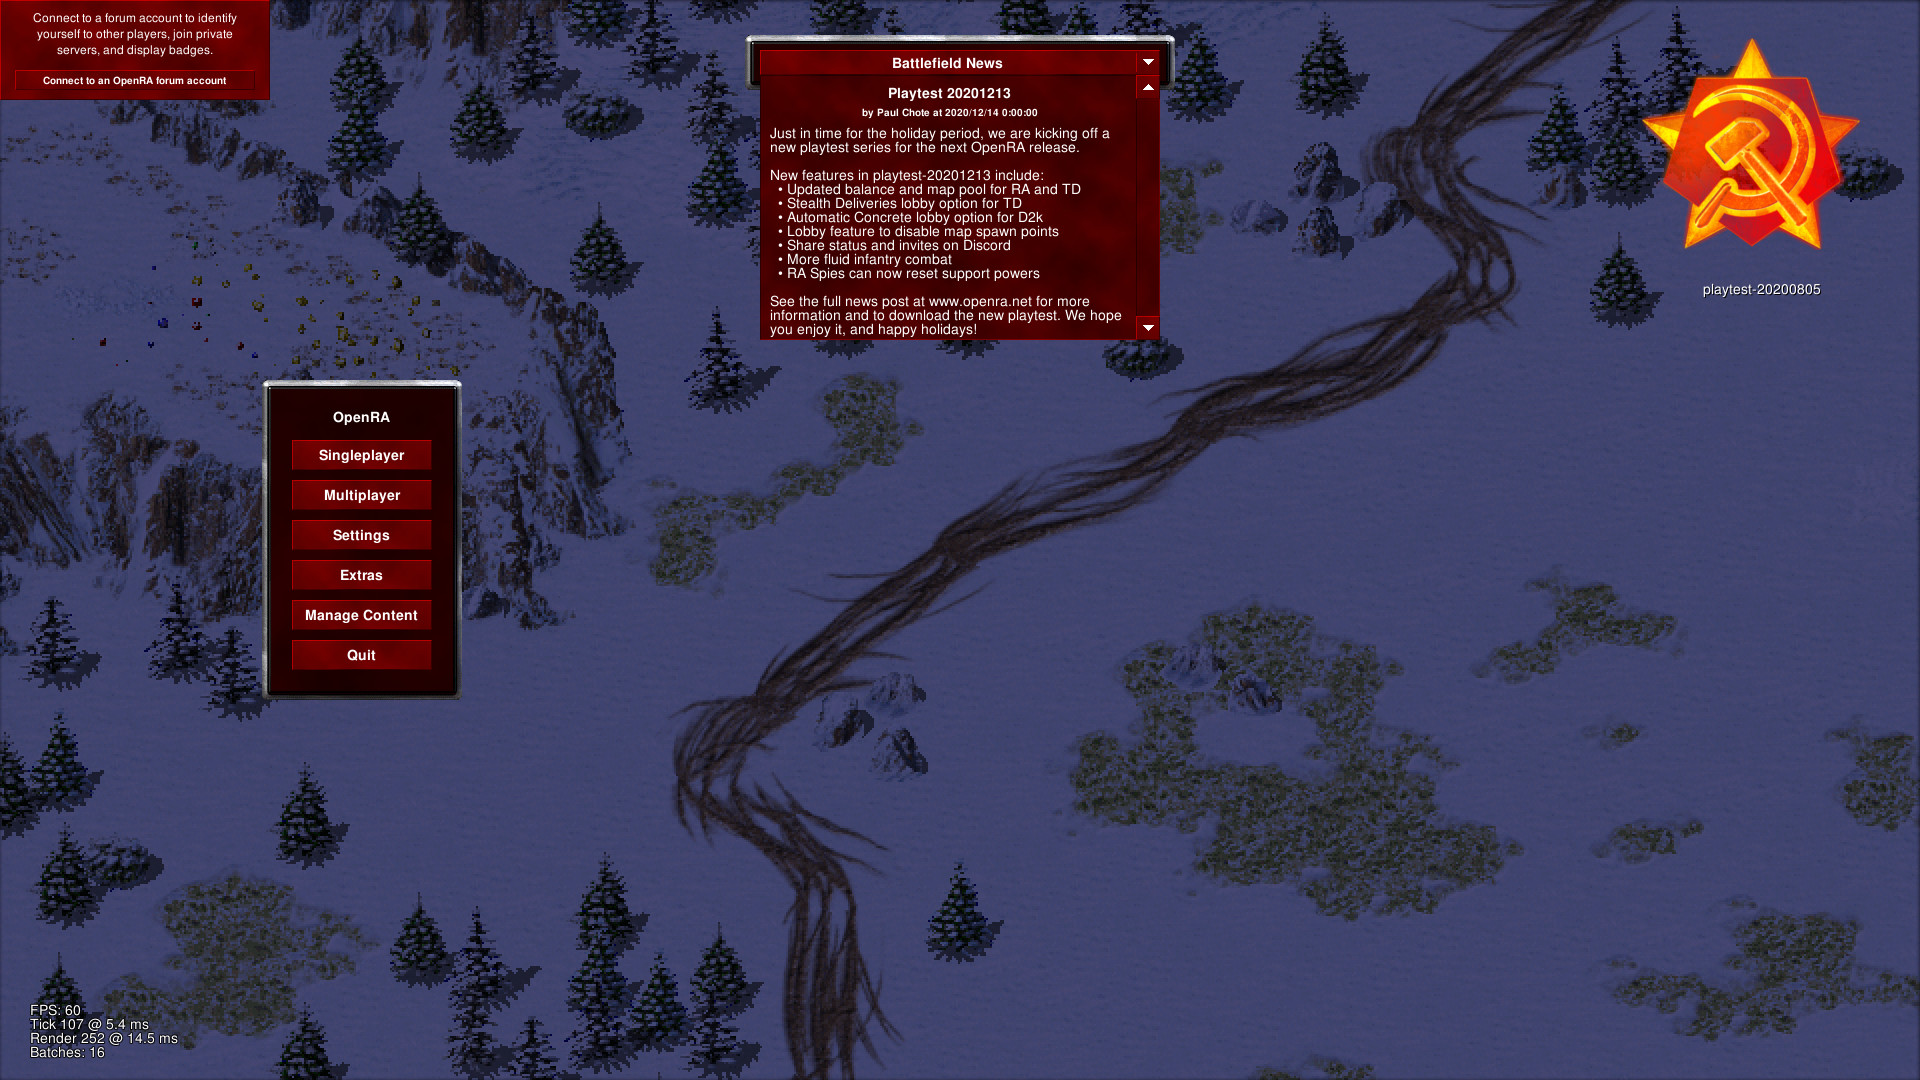 Connect to a forum account to identify
yourself to other players, join private
servers, and display badges.
Connect to an OpenRA forum account
Battlefield News
Playtest 20201213
by Paul Chote at 2020/12/14 0:00:00
Just in time for the holiday period, we are kicking off a
new playtest series for the next OpenRA release.
New features in playtest-20201213 include:
• Updated balance and map pool for RA and TD
• Stealth Deliveries lobby option for TD
• Automatic Concrete lobby option for D2k
• Lobby feature to disable map spawn points
• Share status and invites on Discord
• More fluid infantry combat
• RA Spies can now reset support powers
See the full news post at www.openra.net for more
information and to download the new playtest. We hope
you enjoy it, and happy holidays!
playtest-20200805
OpenRA
Singleplayer
Multiplayer
Settings
Extras
Manage Content
Quit
FPS: 60
Tick 107 @ 5.4 ms
Render 252 @ 14.5 ms
Batches: 16